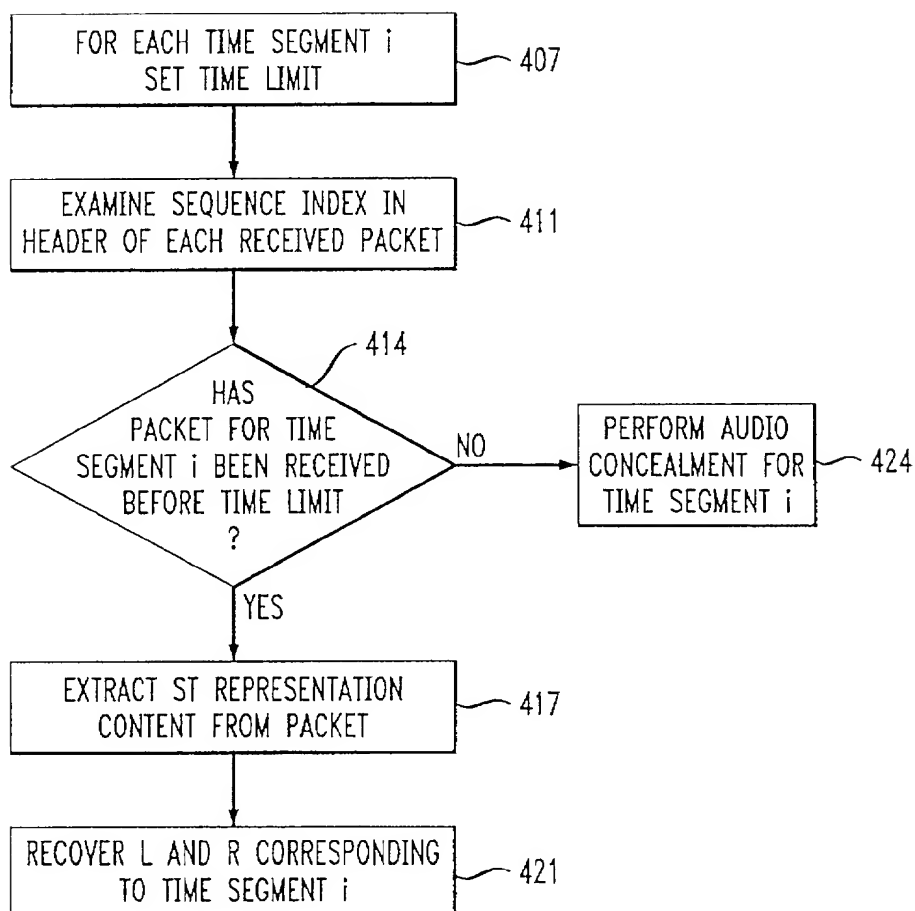 FOR EACH TIME SEGMENT i
SET TIME LIMIT
407
EXAMINE SEQUENCE INDEX IN
HEADER OF EACH RECEIVED PACKET
411
414
HAS
PACKET FOR TIME
SEGMENT i BEEN RECEIVED
BEFORE TIME LIMIT
?
NO
PERFORM AUDIO
CONCEALMENT FOR
TIME SEGMENT i
424
YES
EXTRACT ST REPRESENTATION
CONTENT FROM PACKET
417
RECOVER L AND R CORRESPONDING
TO TIME SEGMENT i
421